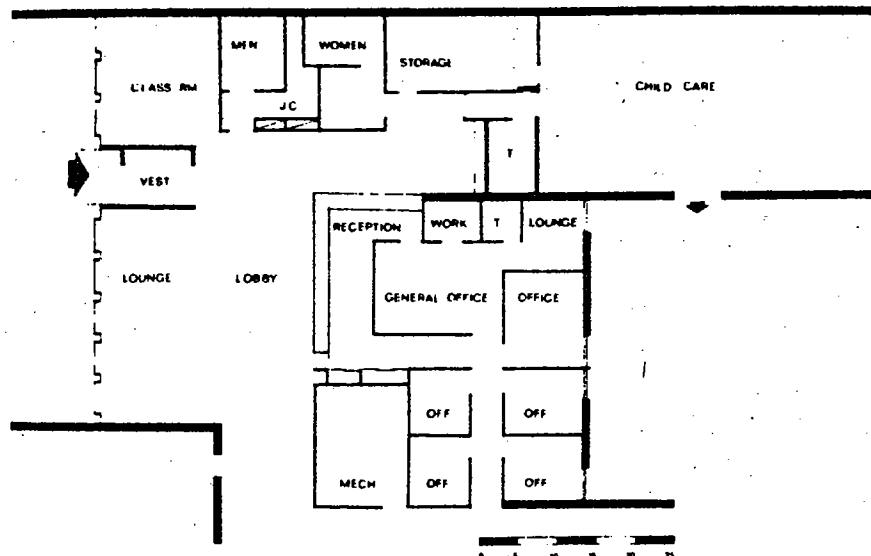 MEN
WOMEN
STORAGE
CLASS RM
CHILD CARE
JC
T
VEST
RECEPTION
WORK
T
LOUNGE
LOUNGE
LOBBY
GENERAL OFFICE
OFFICE
OFF
OFF
MECH
OFF
OFF